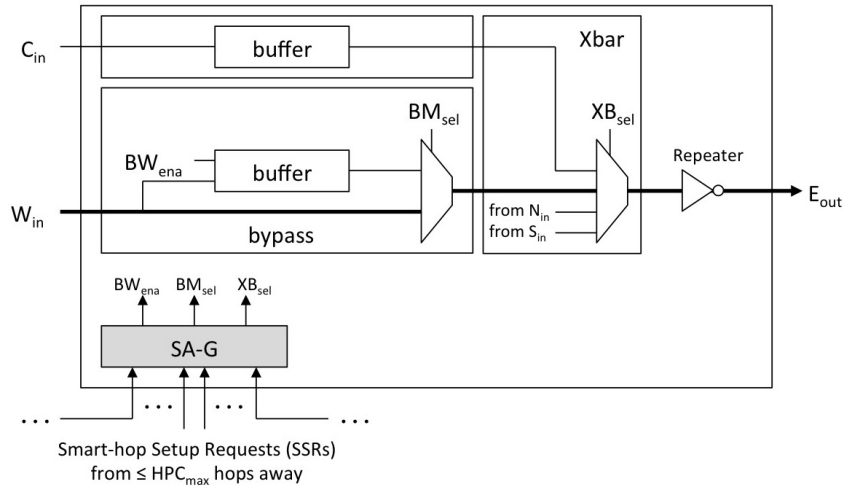 C_in
buffer
Xbar
BM_sel
XB_sel
BW_ena
buffer
Repeater
W_in
from N_in
from S_in
E_out
bypass
BW_ena BM_sel XB_sel
SA-G
... ... ... ...
Smart-hop Setup Requests (SSRs)
from ≤ HPC_max hops away